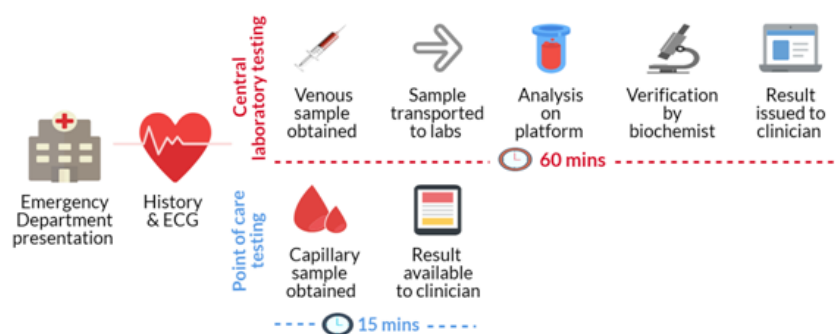 Emergency
Department
presentation
History
& ECG
Central
laboratory testing
Venous
sample
obtained
Sample
transported
to labs
Analysis
on
platform
Verification
by
biochemist
Result
issued to
clinician
60 mins
Point of care
testing
Capillary
sample
obtained
Result
available
to clinician
15 mins